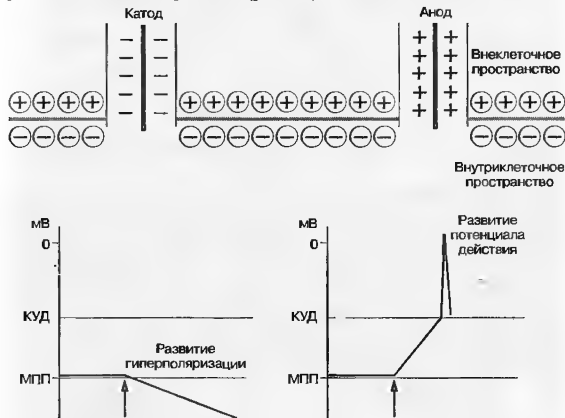 Катод
Анод
Внеклеточное
пространство
Внутриклеточное
пространство
мВ
0
КУД
МПП
Развитие
гиперполяризации
мВ
0
КУД
МПП
Развитие
потенциала
действия